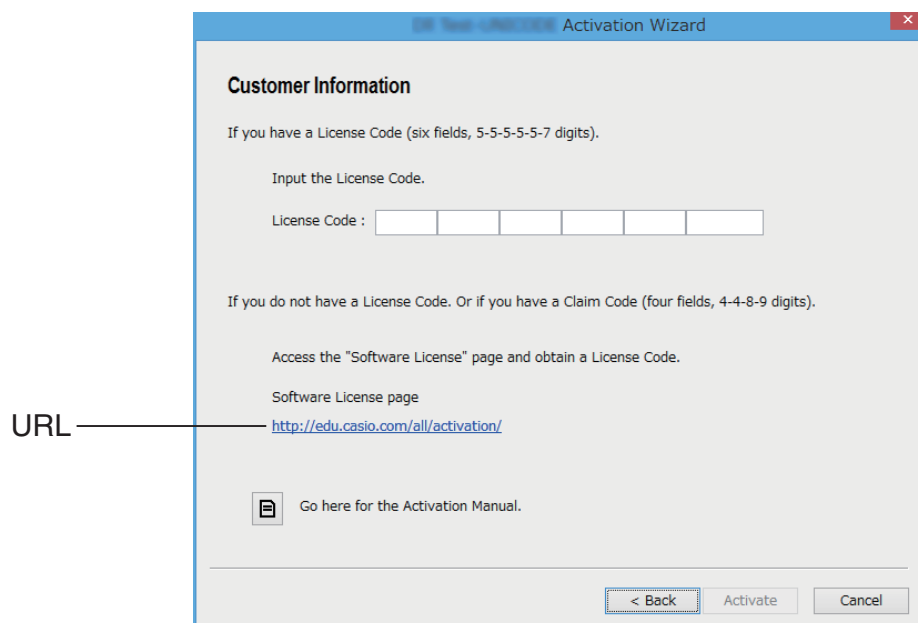 Activation Wizard
Customer Information
If you have a License Code (six fields, 5-5-5-5-5-7 digits).
Input the License Code.
License Code :
If you do not have a License Code. Or if you have a Claim Code (four fields, 4-4-8-9 digits).
Access the "Software License" page and obtain a License Code.
Software License page
URL
http://edu.casio.com/all/activation/
Go here for the Activation Manual.
< Back
Activate
Cancel